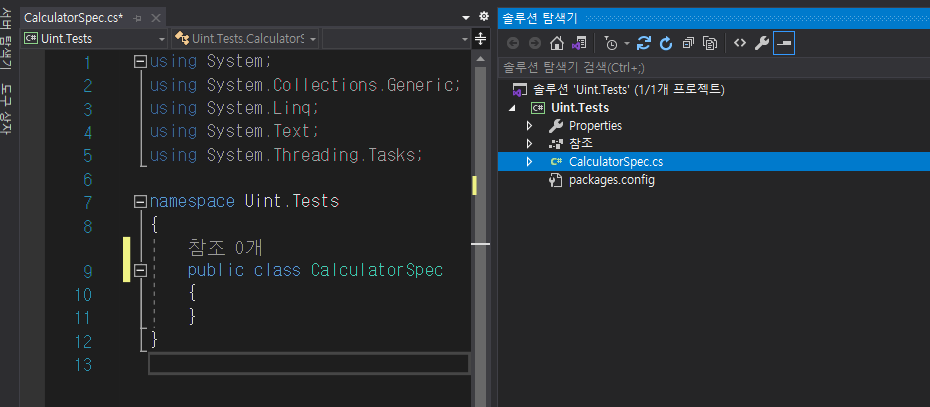 서버 탐색기
도구 상자
CalculatorSpec.cs*
C# Uint.Tests
Uint.Tests.CalculatorS
1 using System;
2 using System.Collections.Generic;
3 using System.Linq;
4 using System.Text;
5 using System.Threading.Tasks;
6
7 namespace Uint.Tests
8 {
참조 0개
9 public class CalculatorSpec
10 {
11 }
12 }
13
솔루션 탐색기
솔루션 탐색기 검색(Ctrl+;)
솔루션 'Uint.Tests' (1/1개 프로젝트)
C# Uint.Tests
Properties
참조
C# CalculatorSpec.cs
packages.config